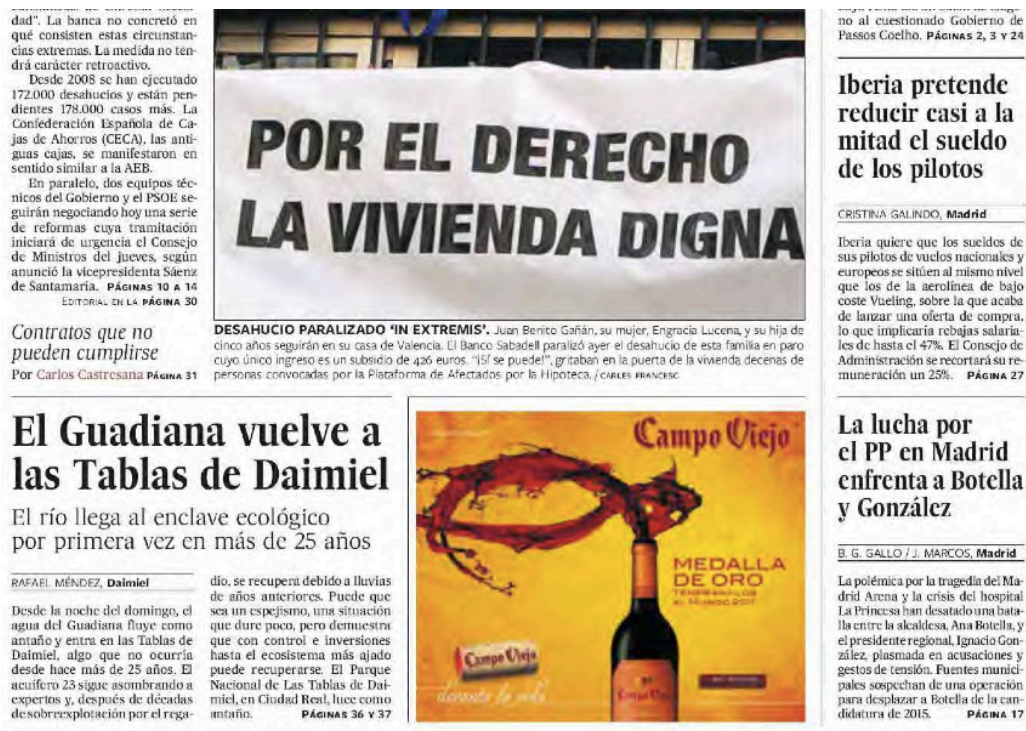 dad". La banca no concretó en
qué consisten estas circunstan-
cias extremas. La medida no ten-
drá carácter retroactivo.
Desde 2008 se han ejecutado
172.000 desahucios y están pen-
dientes 178.000 casos más. La
Confederación Española de Ca-
jas de Ahorros (CECA), las anti-
guas cajas, se manifestaron en
sentido similar a la AEB.
En paralelo, dos equipos téc-
nicos del Gobierno y el PSOE se-
guirán negociando hoy una serie
de reformas cuya tramitación
iniciará de urgencia el Consejo
de Ministros del jueves, según
anunció la vicepresidenta Sáenz
de Santamaría. PÁGINAS 10 A 14
EDITORIAL EN LA PÁGINA 30
Contratos que no
pueden cumplirse
Por Carlos Castresana PÁGINA 31
POR EL DERECHO
LA VIVIENDA DIGNA
DESAHUCIO PARALIZADO 'IN EXTREMIS'. Juan Benito Gañán, su mujer, Engracia Lucena, y su hija de
cinco años seguirán en su casa de Valencia. El Banco Sabadell paralizó ayer el desahucio de esta familia en paro
cuyo único ingreso es un subsidio de 426 euros. "¡Sí se puede!", gritaban en la puerta de la vivienda decenas de
personas convocadas por la Plataforma de Afectados por la Hipoteca. / CARLES FRANCESC
El Guadiana vuelve a
las Tablas de Daimiel
El río llega al enclave ecológico
por primera vez en más de 25 años
RAFAEL MÉNDEZ, Daimiel
Desde la noche del domingo, el
agua del Guadiana fluye como
antaño y entra en las Tablas de
Daimiel, algo que no ocurría
desde hace más de 25 años. El
acuífero 23 sigue asombrando a
expertos y, después de décadas
de sobreexplotación por el rega-
dío, se recupera debido a lluvias
de años anteriores. Puede que
sea un espejismo, una situación
que dure poco, pero demuestra
que con control e inversiones
hasta el ecosistema más ajado
puede recuperarse. El Parque
Nacional de Las Tablas de Dai-
miel, en Ciudad Real, luce como
antaño. PÁGINAS 36 Y 37
Campo Viejo
MEDALLA
DE ORO
TEMPRANILLOS
AL MUNDO 2011
Campo Viejo
Campo Viejo
no al cuestionado Gobierno de
Passos Coelho. PÁGINAS 2, 3 Y 24
Iberia pretende
reducir casi a la
mitad el sueldo
de los pilotos
CRISTINA GALINDO, Madrid
Iberia quiere que los sueldos de
sus pilotos de vuelos nacionales y
europeos se sitúen al mismo nivel
que los de la aerolínea de bajo
coste Vueling, sobre la que acaba
de lanzar una oferta de compra,
lo que implicaría rebajas salaria-
les de hasta el 47%. El Consejo de
Administración se recortará su re-
muneración un 25%. PÁGINA 27
La lucha por
el PP en Madrid
enfrenta a Botella
y González
B. G. GALLO / J. MARCOS, Madrid
La polémica por la tragedia del Ma-
drid Arena y la crisis del hospital
La Princesa han desatado una bata-
lla entre la alcaldesa, Ana Botella, y
el presidente regional, Ignacio Gon-
zález, plasmada en acusaciones y
gestos de tensión. Fuentes munici-
pales sospechan de una operación
para desplazar a Botella de la can-
didatura de 2015. PÁGINA 17